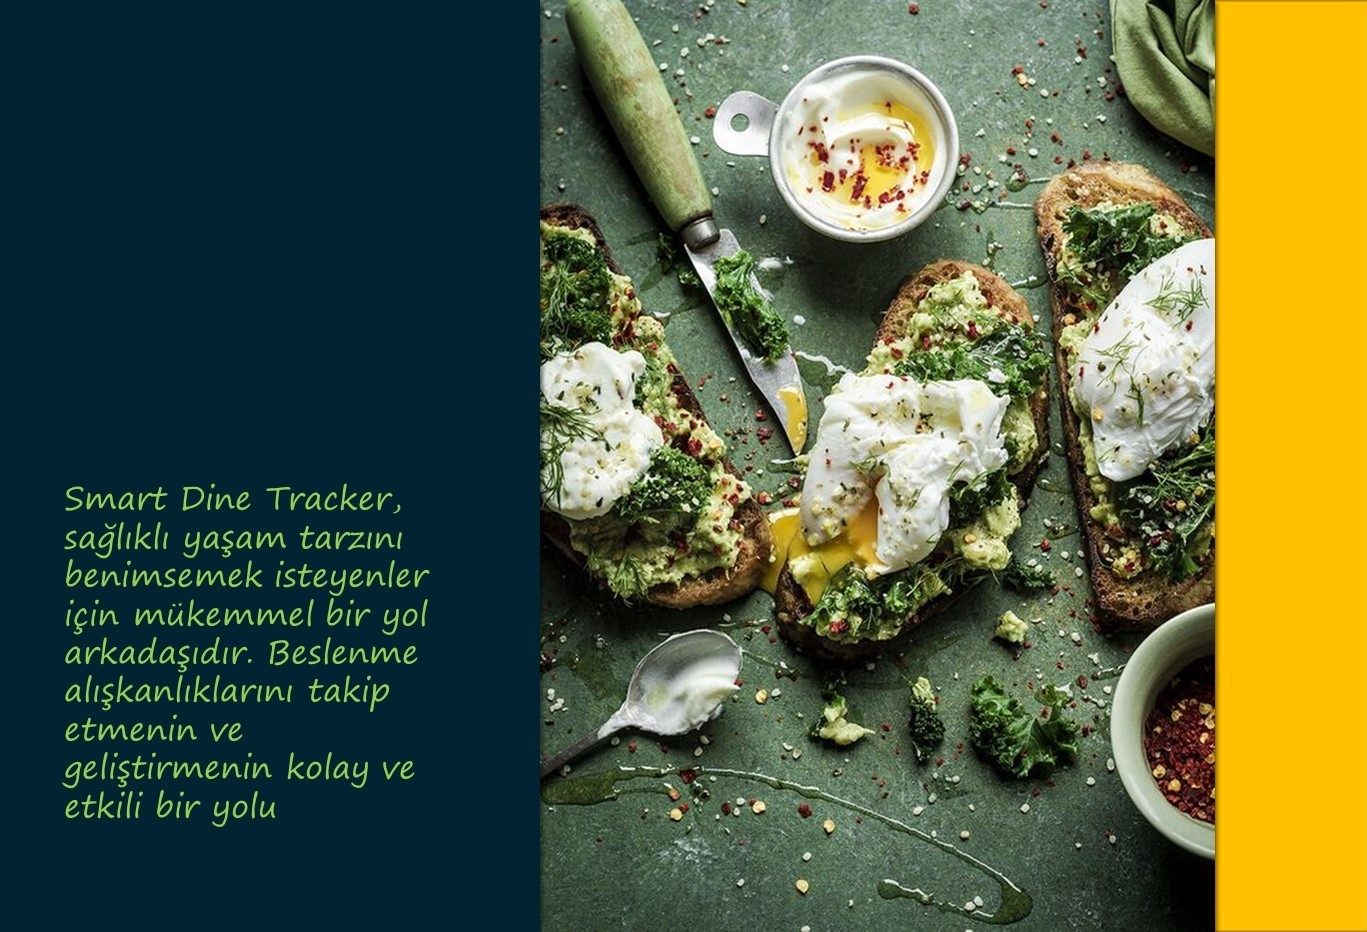 Smart Dine Tracker,
sağlıklı yaşam tarzını
benimsemek isteyenler
için mükemmel bir yol
arkadaşıdır. Beslenme
alışkanlıklarını takip
etmenin ve
geliştirmenin kolay ve
etkili bir yolu